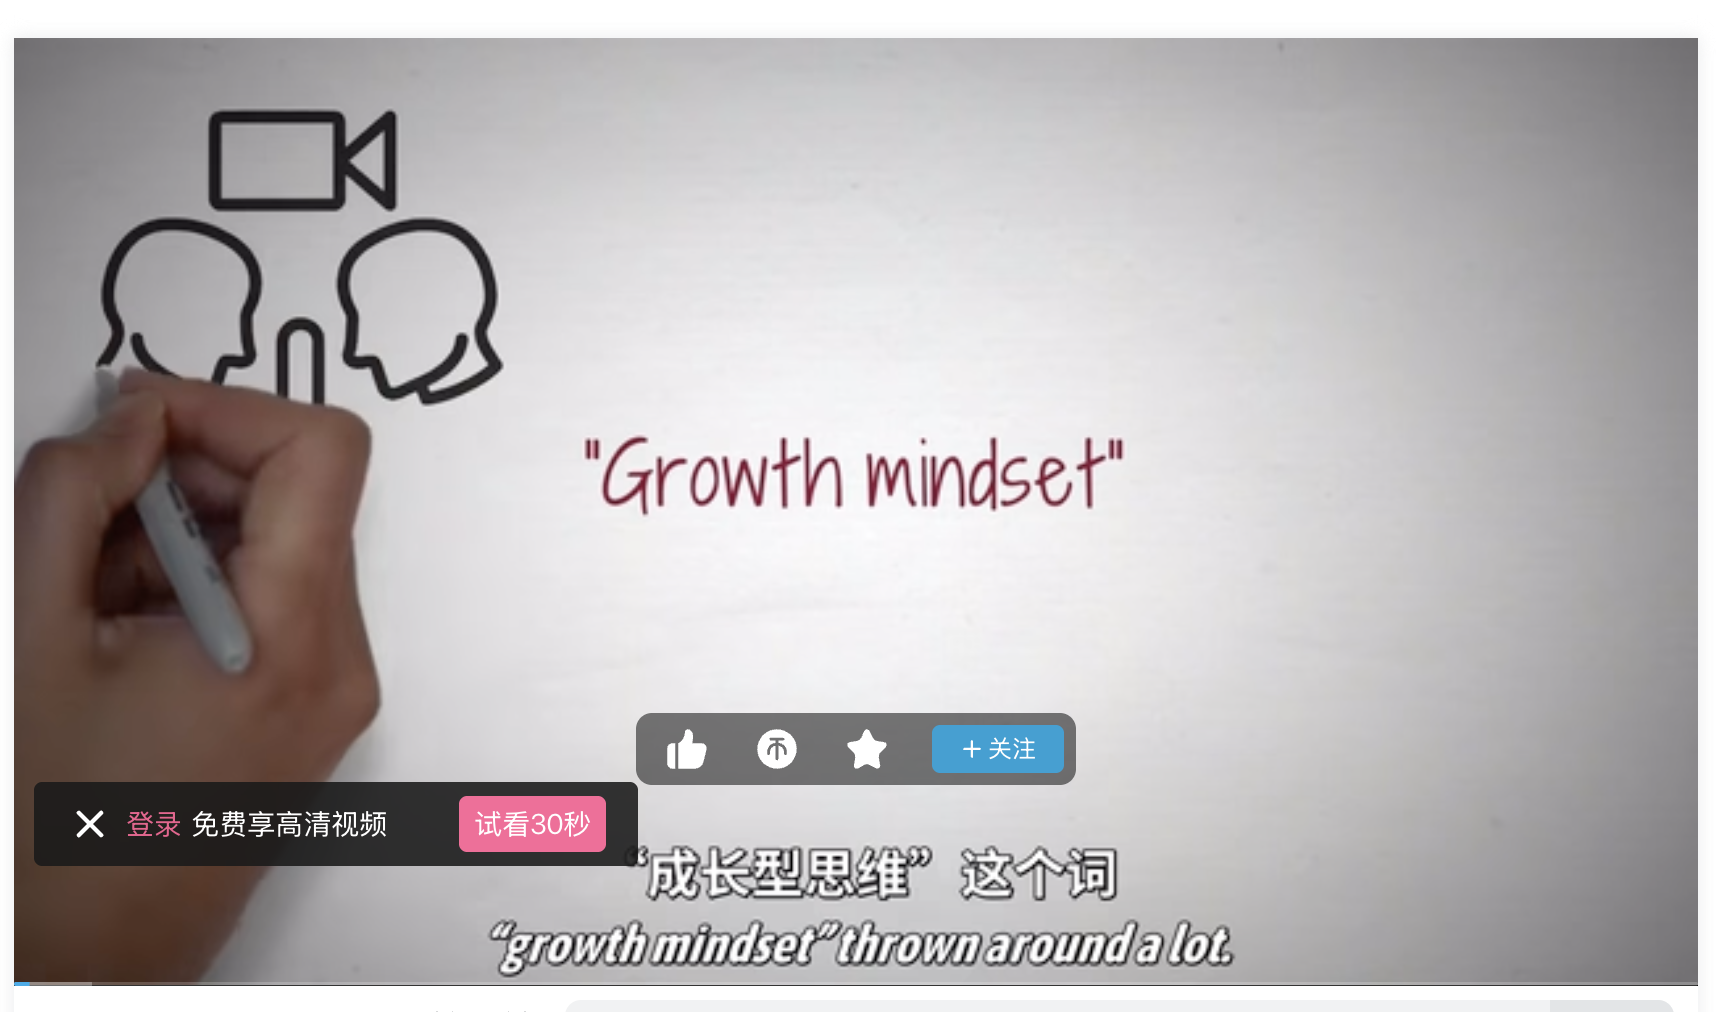 "Growth mindset"
+ 关注
登录 免费享高清视频 试看30秒
“成长型思维” 这个词
“growth mindset” thrown around a lot.